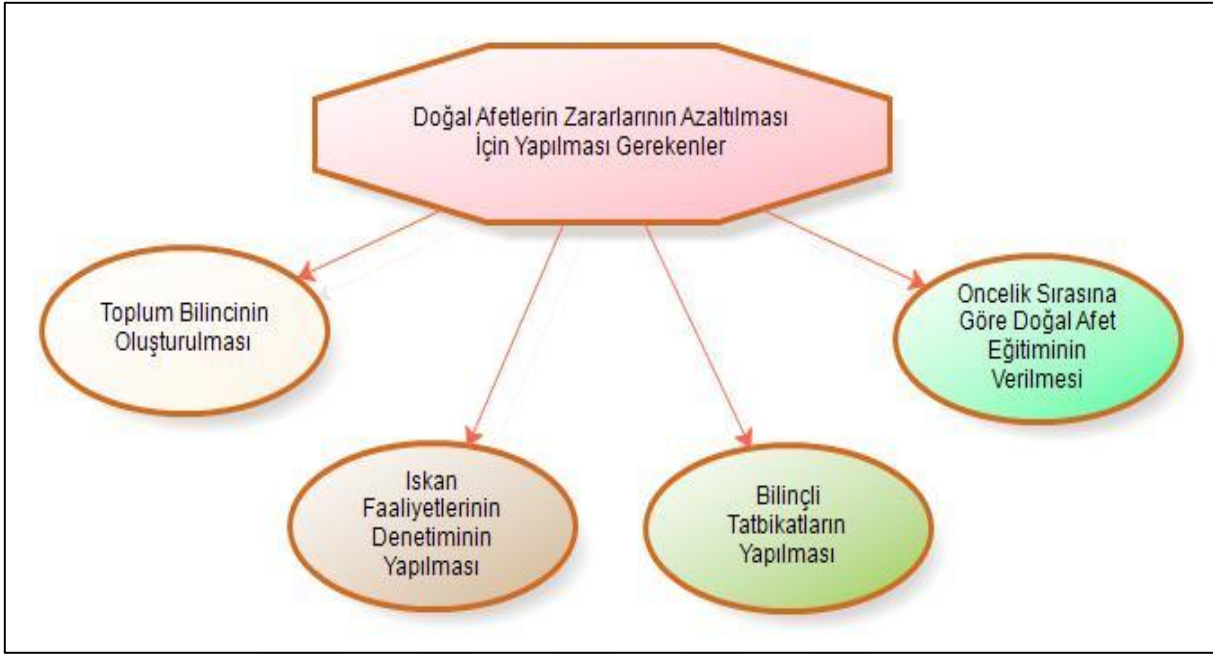 Doğal Afetlerin Zararlarının Azaltılması
İçin Yapılması Gerekenler
Toplum Bilincinin
Oluşturulması
Iskan
Faaliyetlerinin
Denetiminin
Yapılması
Bilinçli
Tatbikatların
Yapılması
Oncelik Sırasına
Göre Doğal Afet
Eğitiminin
Verilmesi